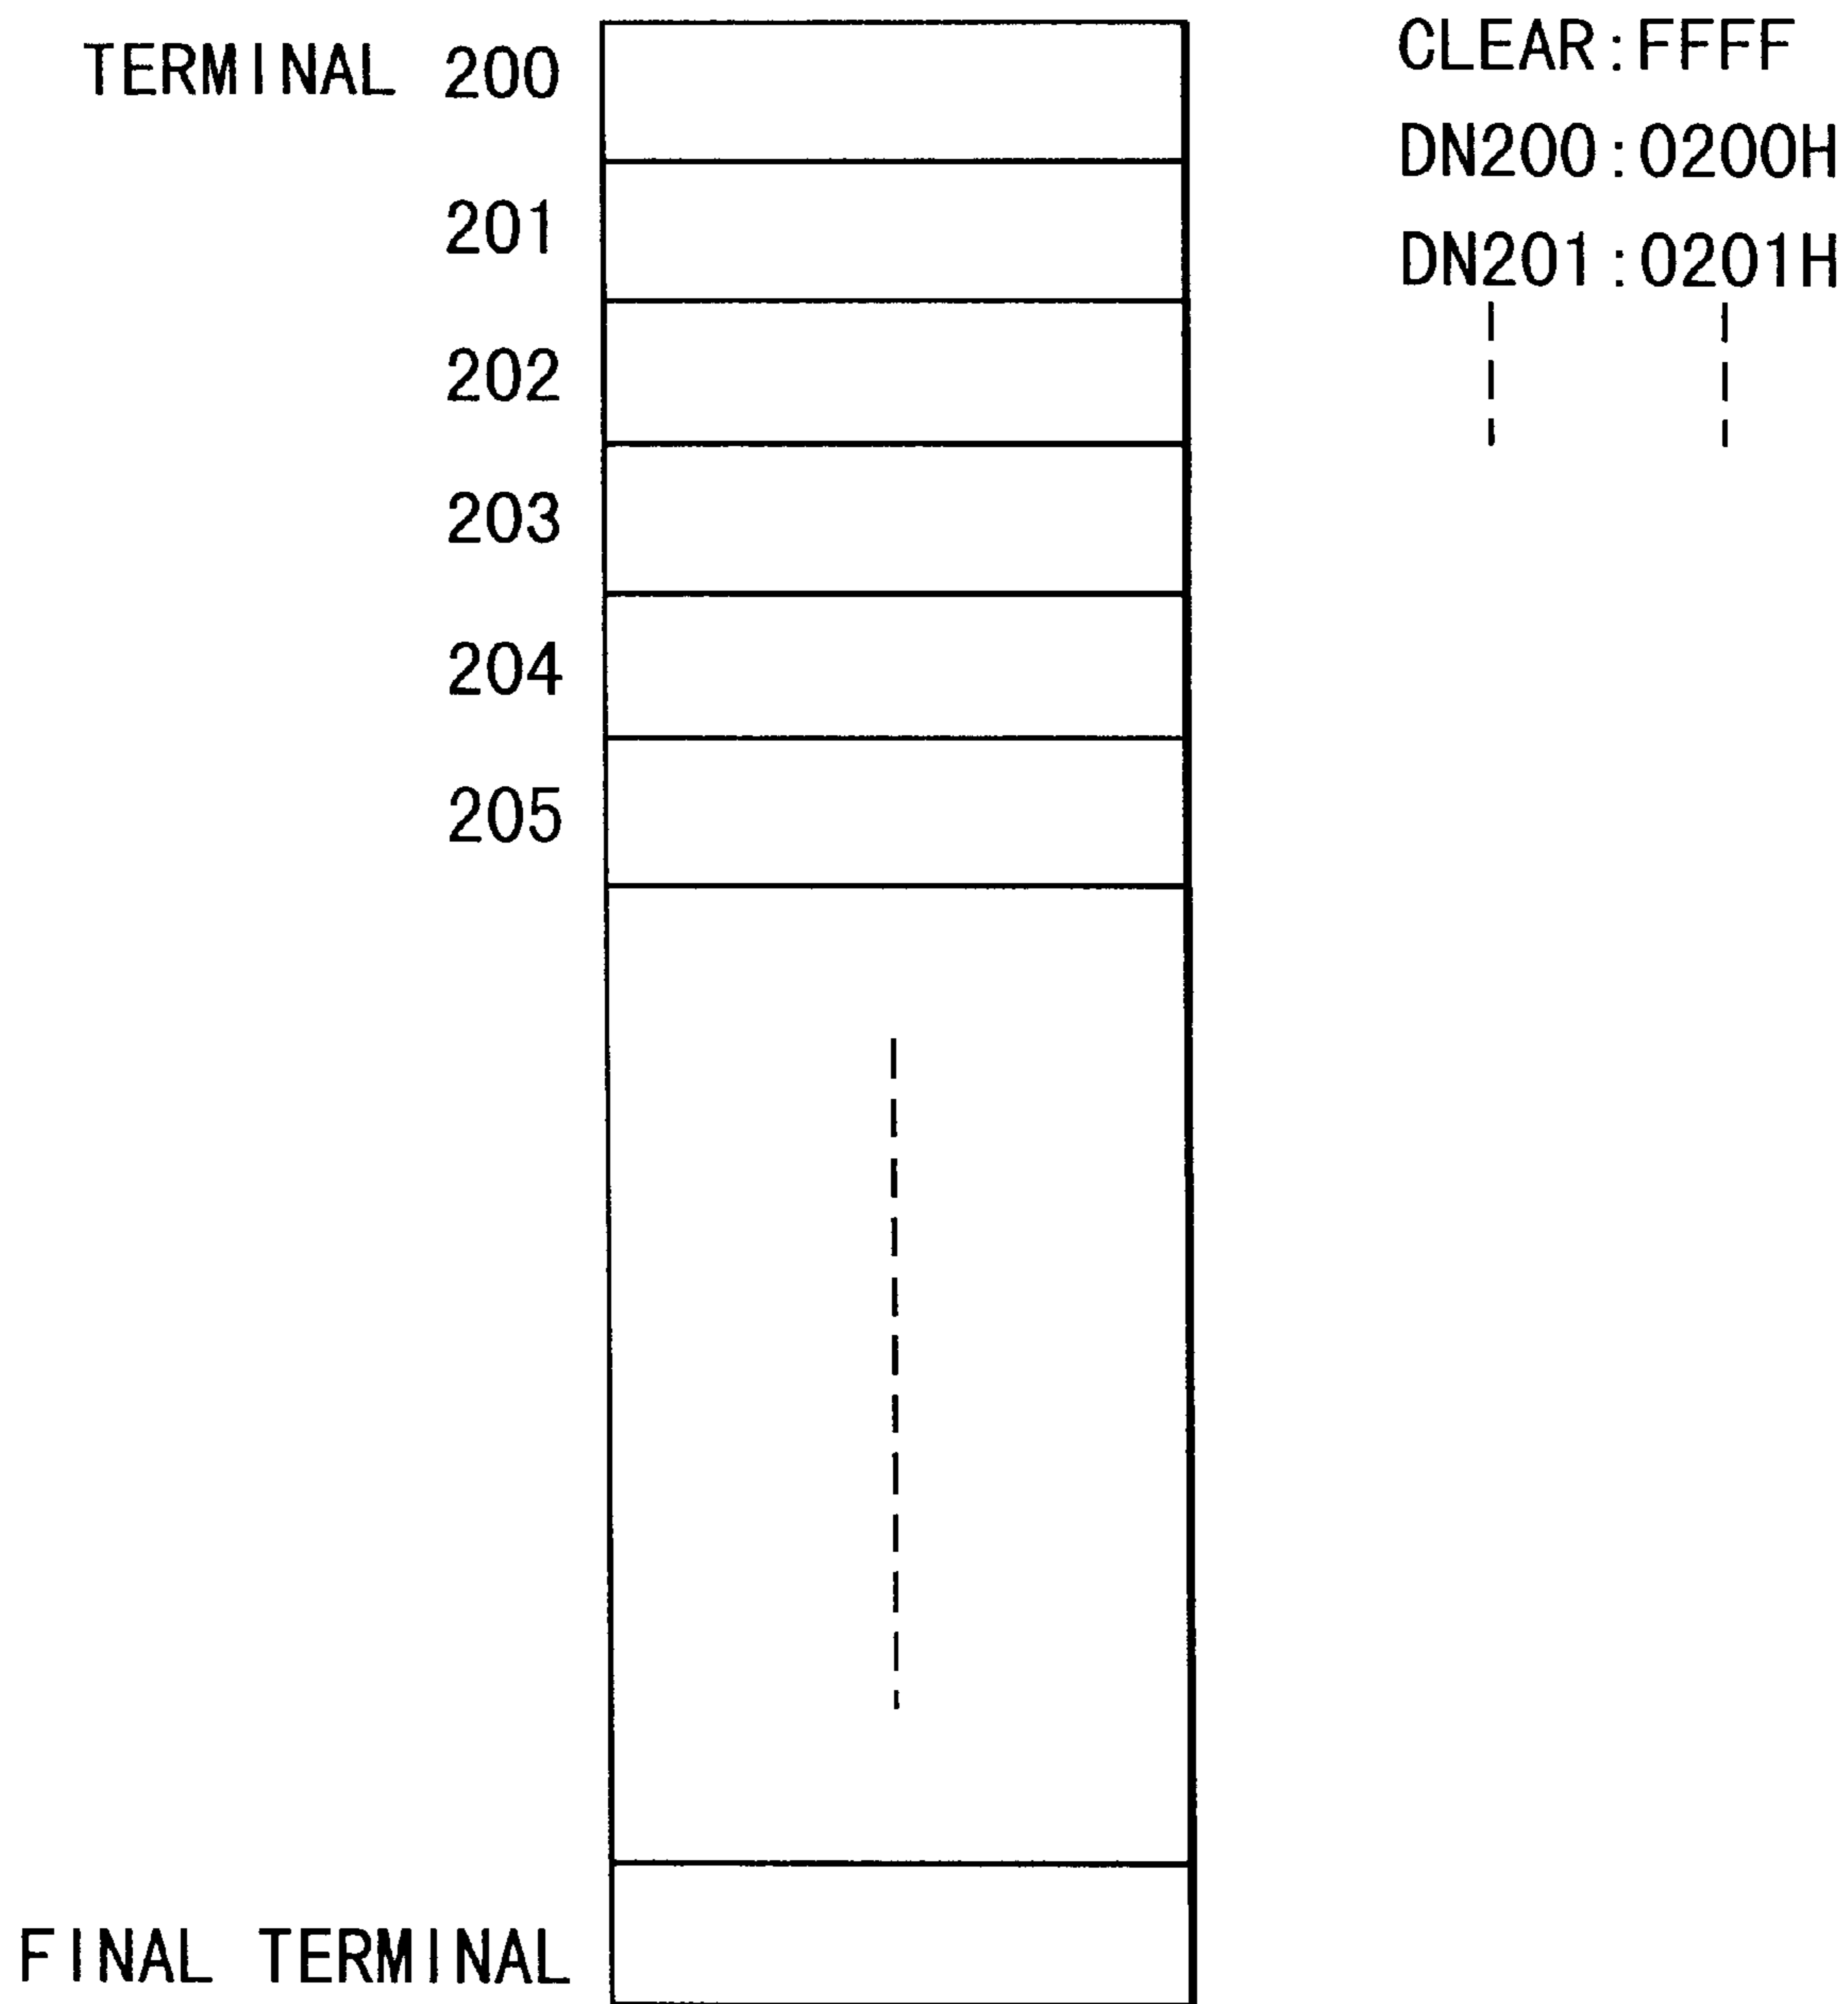 TERMINAL 200
201
202
203
204
205
FINAL TERMINAL
CLEAR:FFFF
DN200:0200H
DN201:0201H